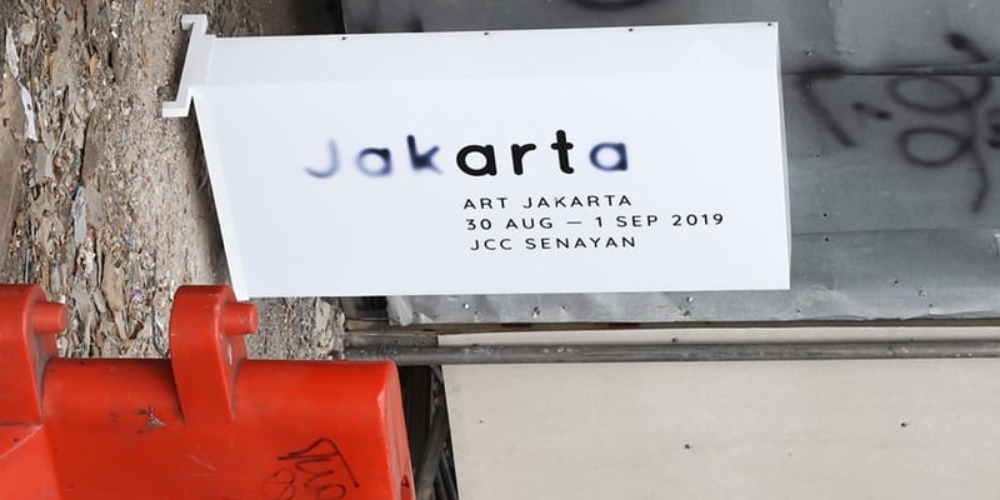 Jakarta
ART JAKARTA
30 AUG — 1 SEP 2019
JCC SENAYAN